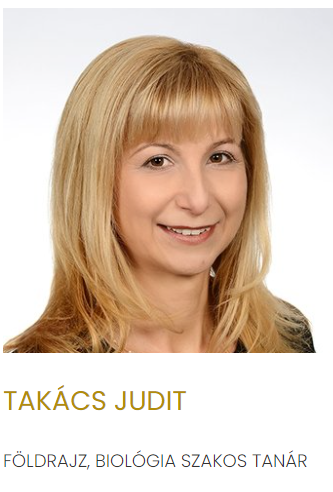 TAKÁCS JUDIT
FÖLDRAJZ, BIOLÓGIA SZAKOS TANÁR